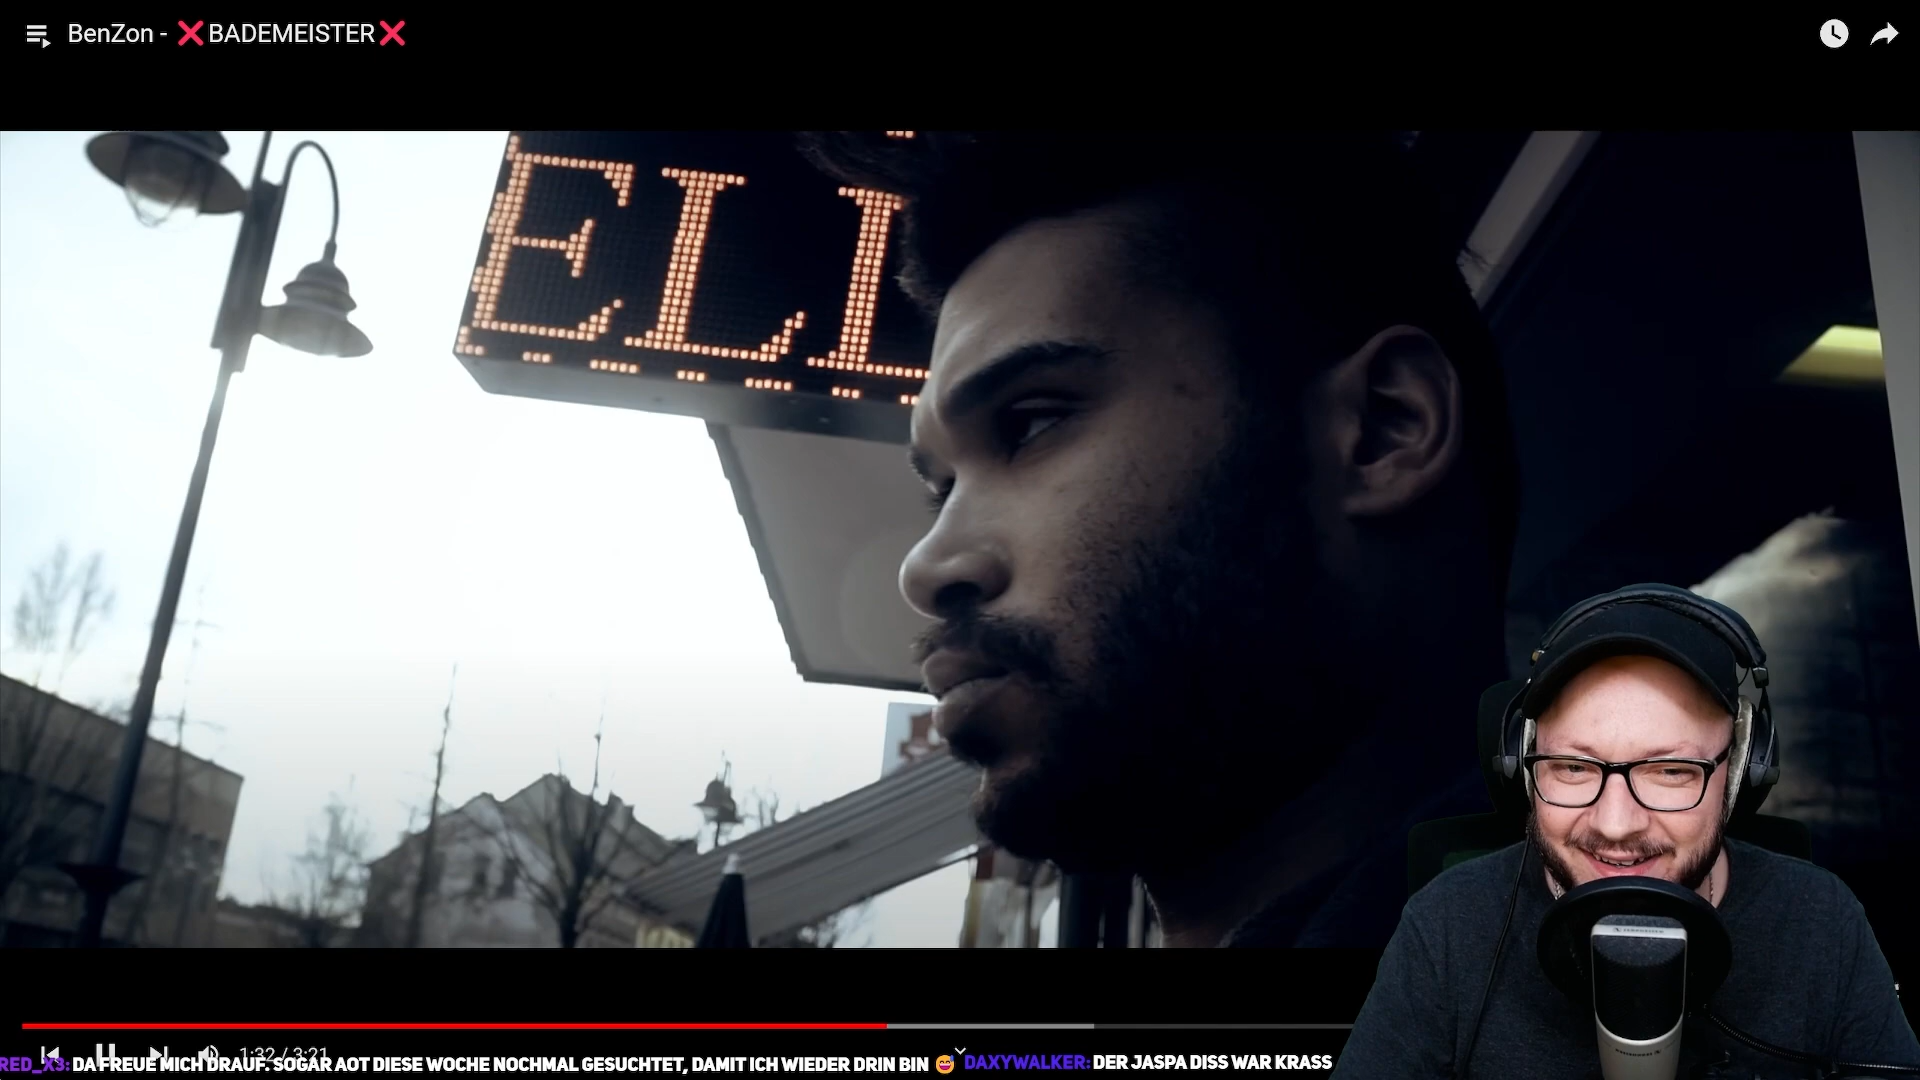 BenZon - ❌BADEMEISTER❌
ELI
1:32 / 3:21
RED_X3: DA FREUE MICH DRAUF. SOGAR AOT DIESE WOCHE NOCHMAL GESUCHTET, DAMIT ICH WIEDER DRIN BIN 😅 DAXYWALKER: DER JASPA DISS WAR KRASS